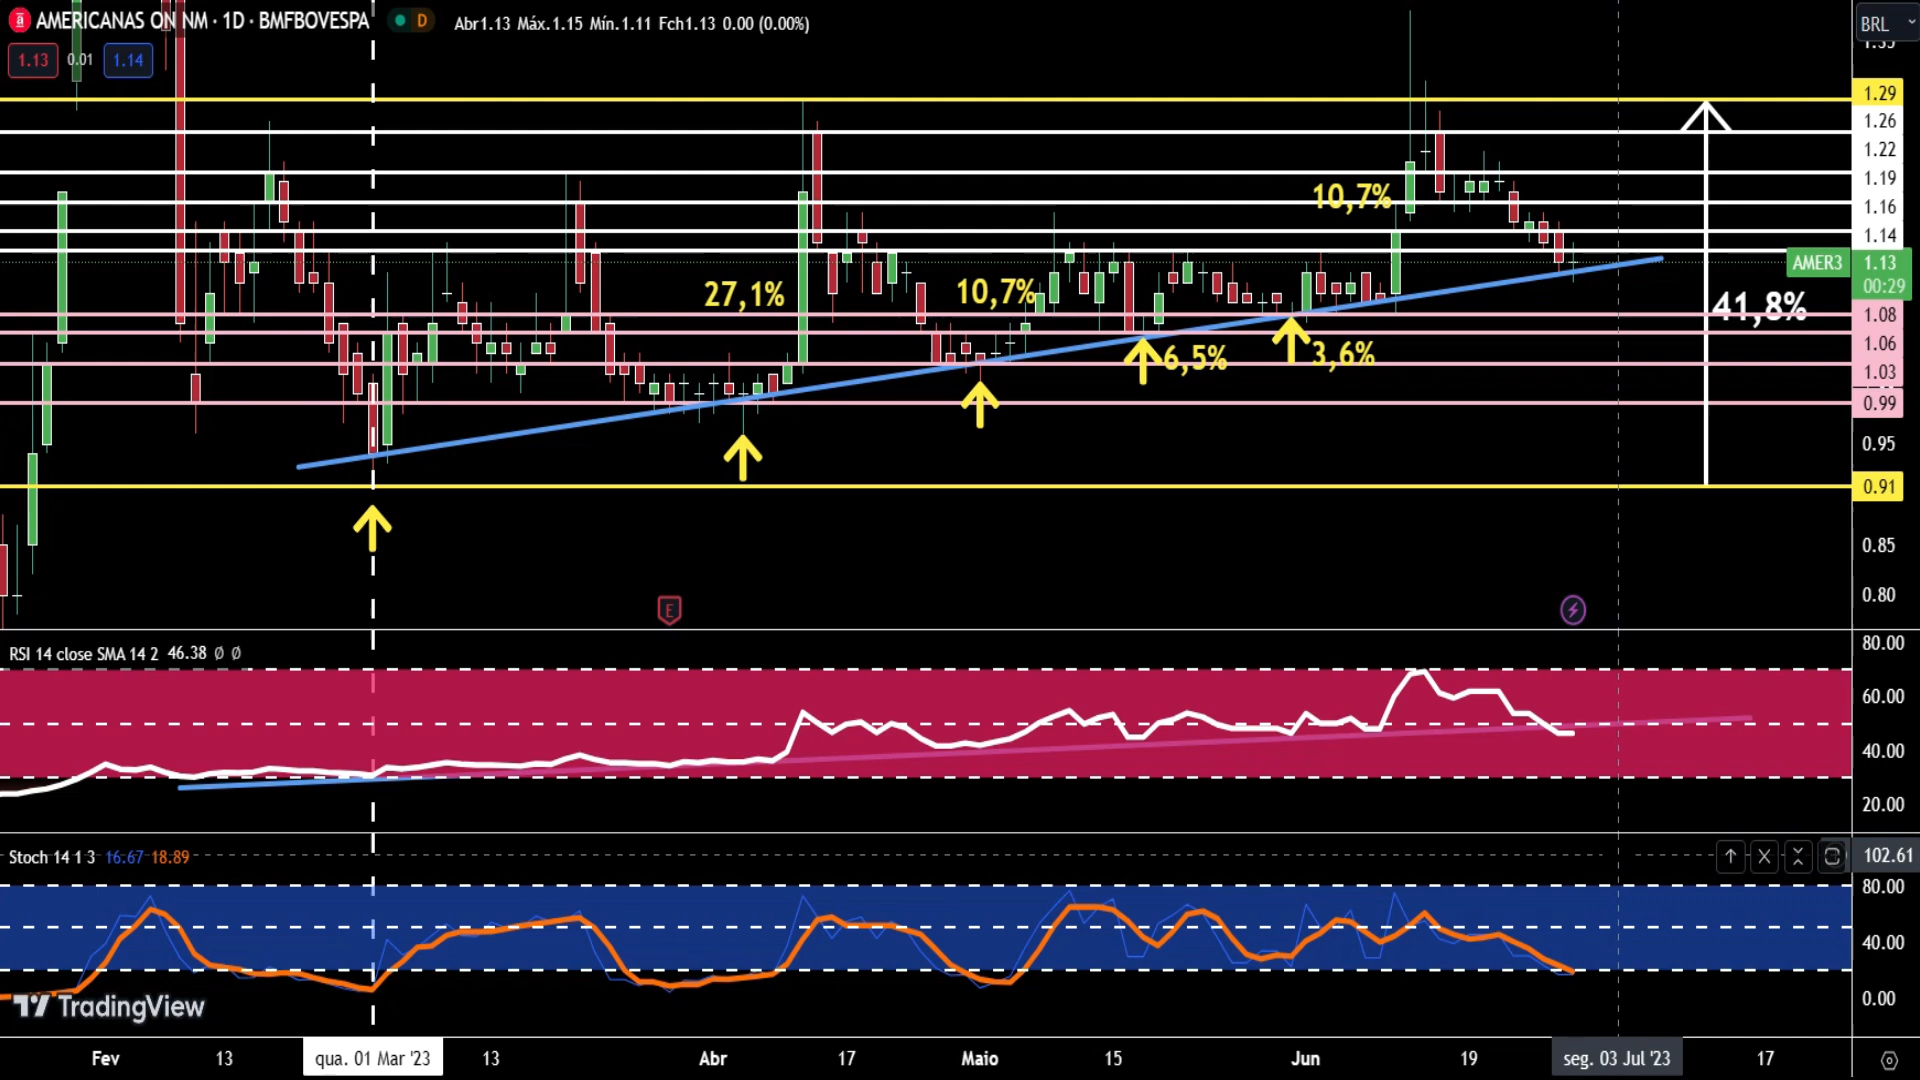 AMERICANAS ON NM · 1D · BMFBOVESPA
D
Abr1.13 Máx.1.15 Mín.1.11 Fch1.13 0.00 (0.00%)
BRL
1.13
0.01
1.14
1.29
1.26
1.22
1.19
1.16
1.14
AMER3
1.13
00:29
1.08
1.06
1.03
0.99
0.95
0.91
0.85
0.80
10,7%
27,1%
10,7%
41,8%
6,5%
3,6%
E
RSI 14 close SMA 14 2 46.38 Ø Ø
80.00
60.00
40.00
20.00
Stoch 14 1 3 16.67 18.89
102.61
80.00
40.00
0.00
TradingView
Fev
13
qua. 01 Mar '23
13
Abr
17
Maio
15
Jun
19
seg. 03 Jul '23
17